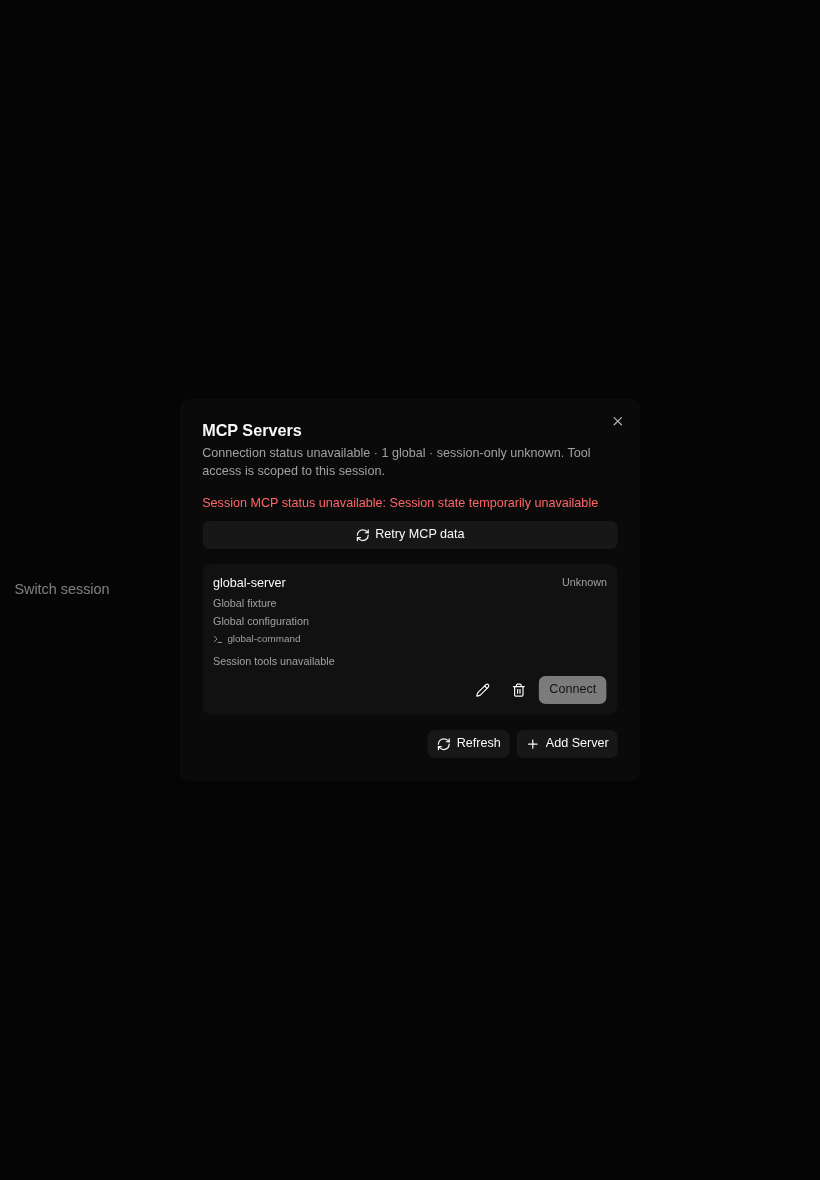 MCP Servers
Connection status unavailable · 1 global · session-only unknown. Tool
access is scoped to this session.
Session MCP status unavailable: Session state temporarily unavailable
Retry MCP data
Switch session
global-server
Unknown
Global fixture
Global configuration
global-command
Session tools unavailable
Connect
Refresh
Add Server